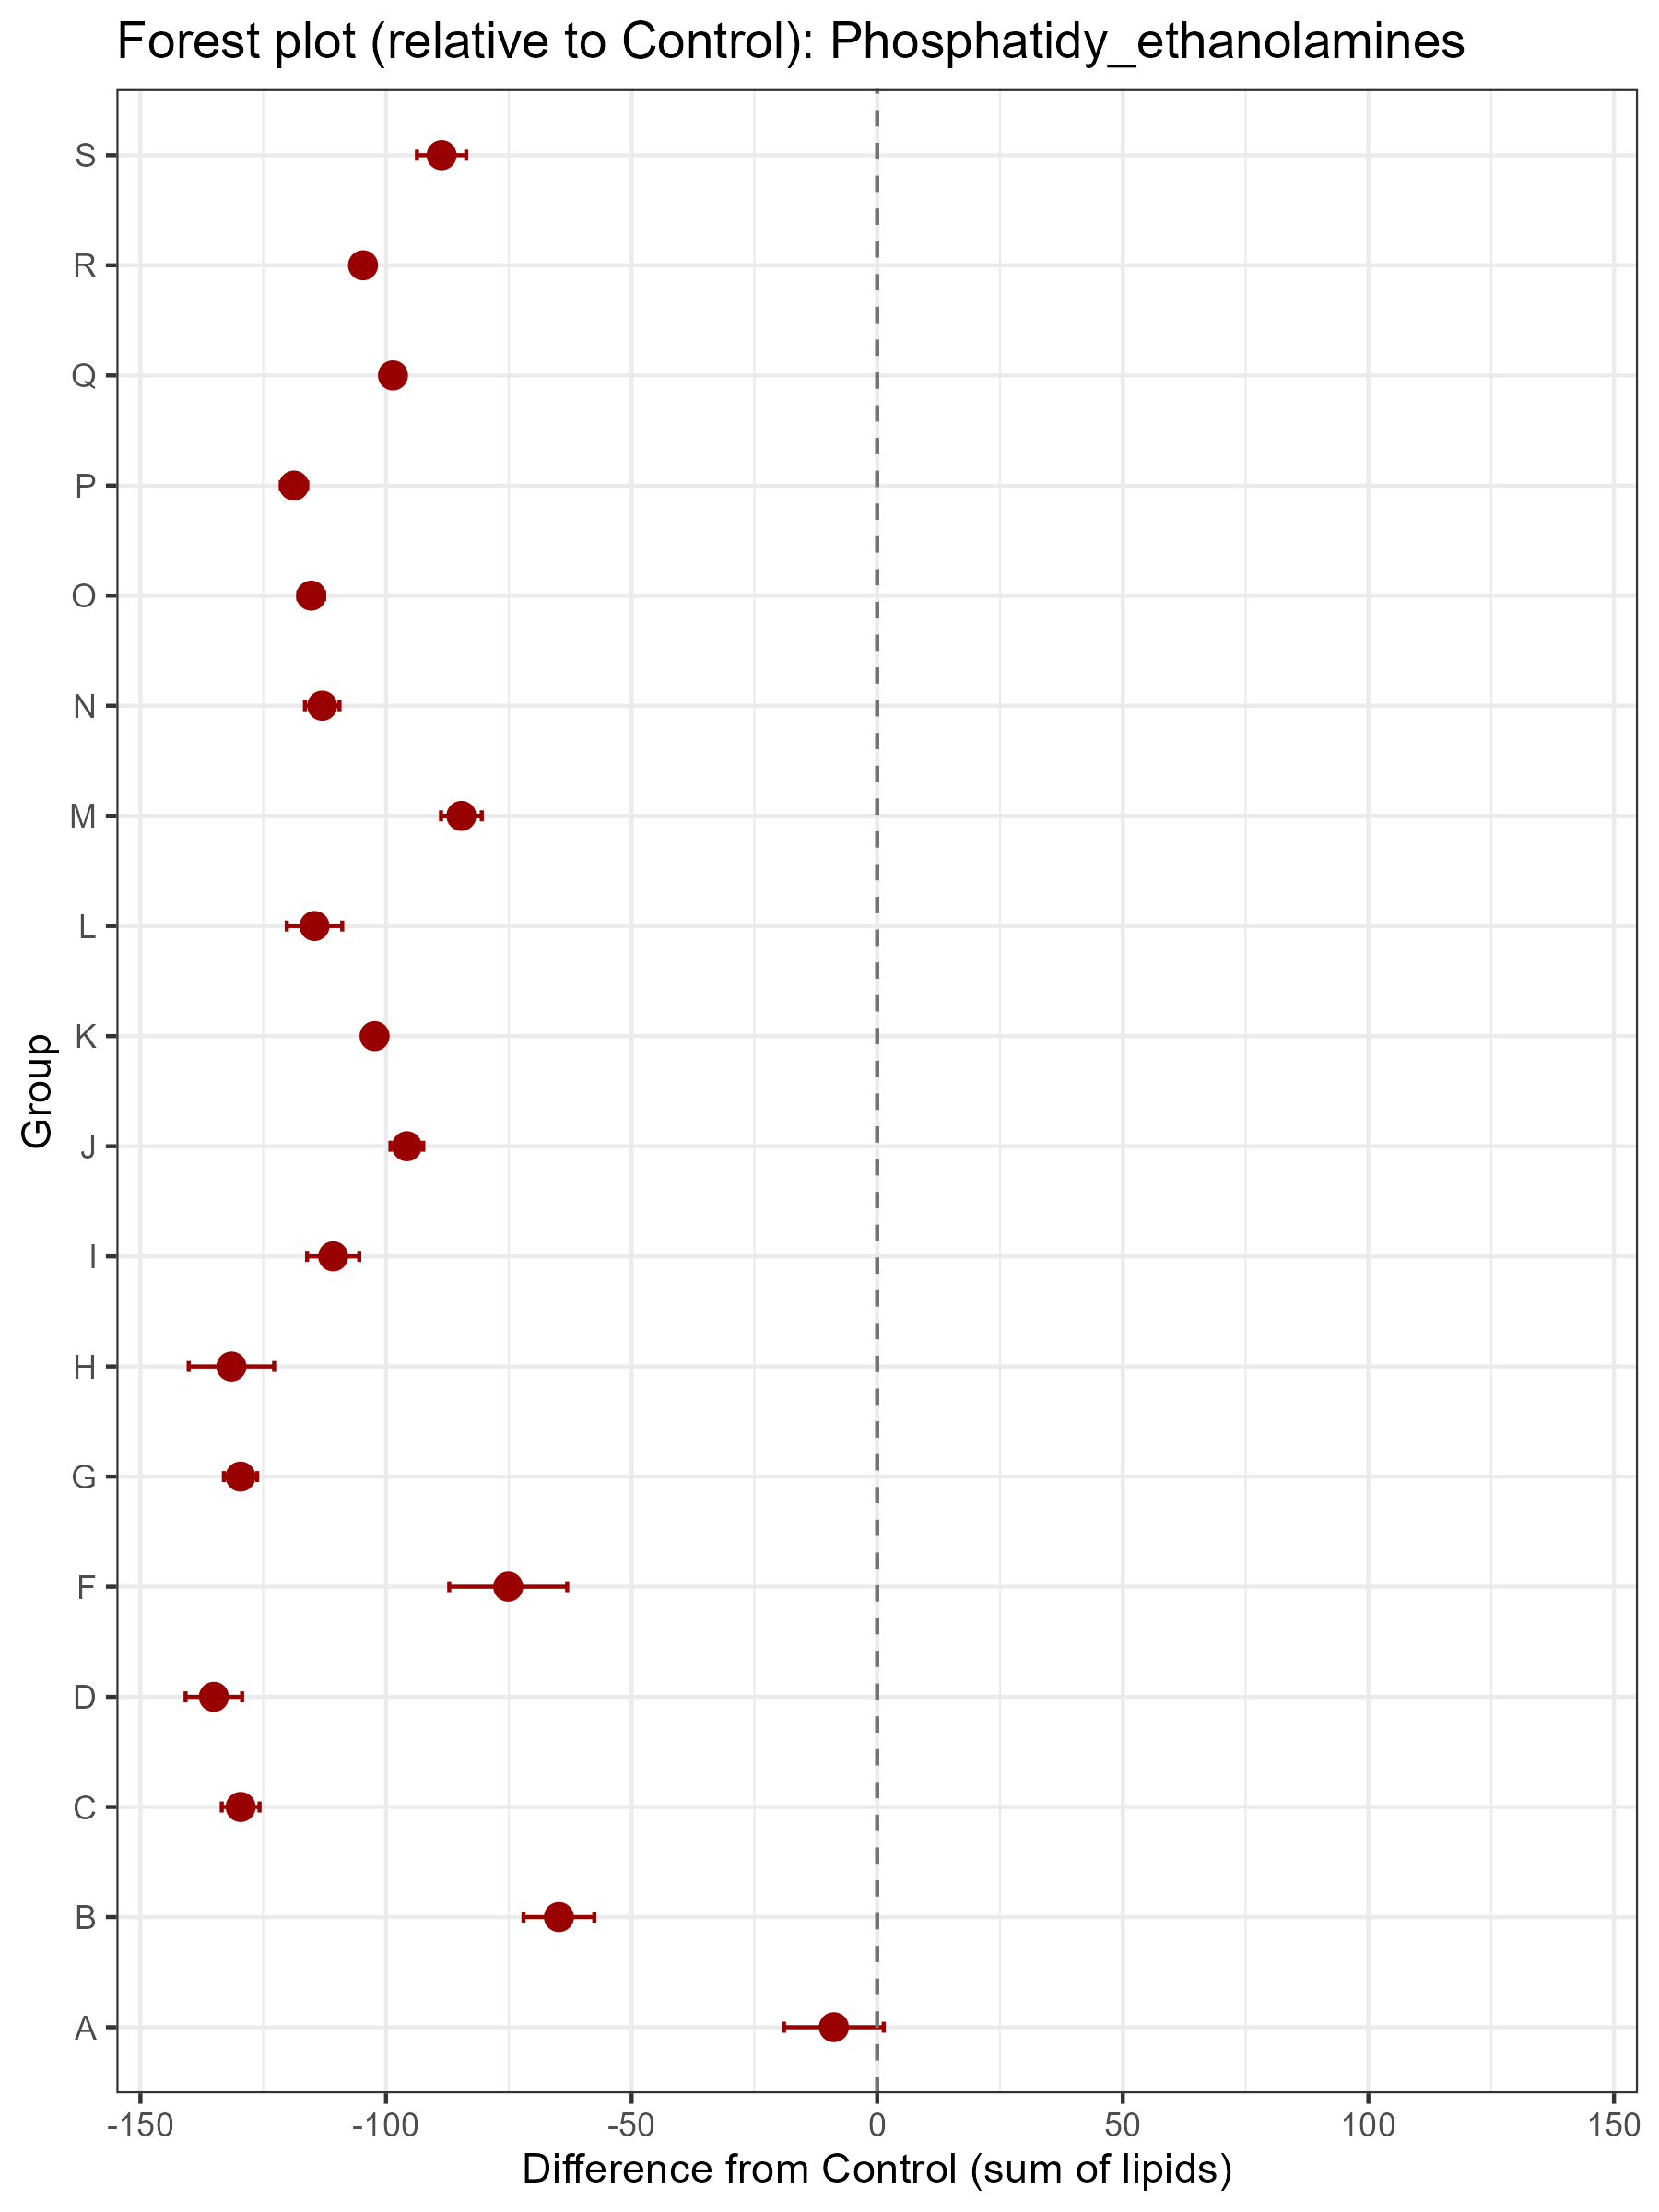 Forest plot (relative to Control): Phosphatidy_ethanolamines
S
R
Q
P
O
N
M
L
K
J
I
H
G
F
D
C
B
A
Group
-150 -100 -50 0 50 100 150
Difference from Control (sum of lipids)